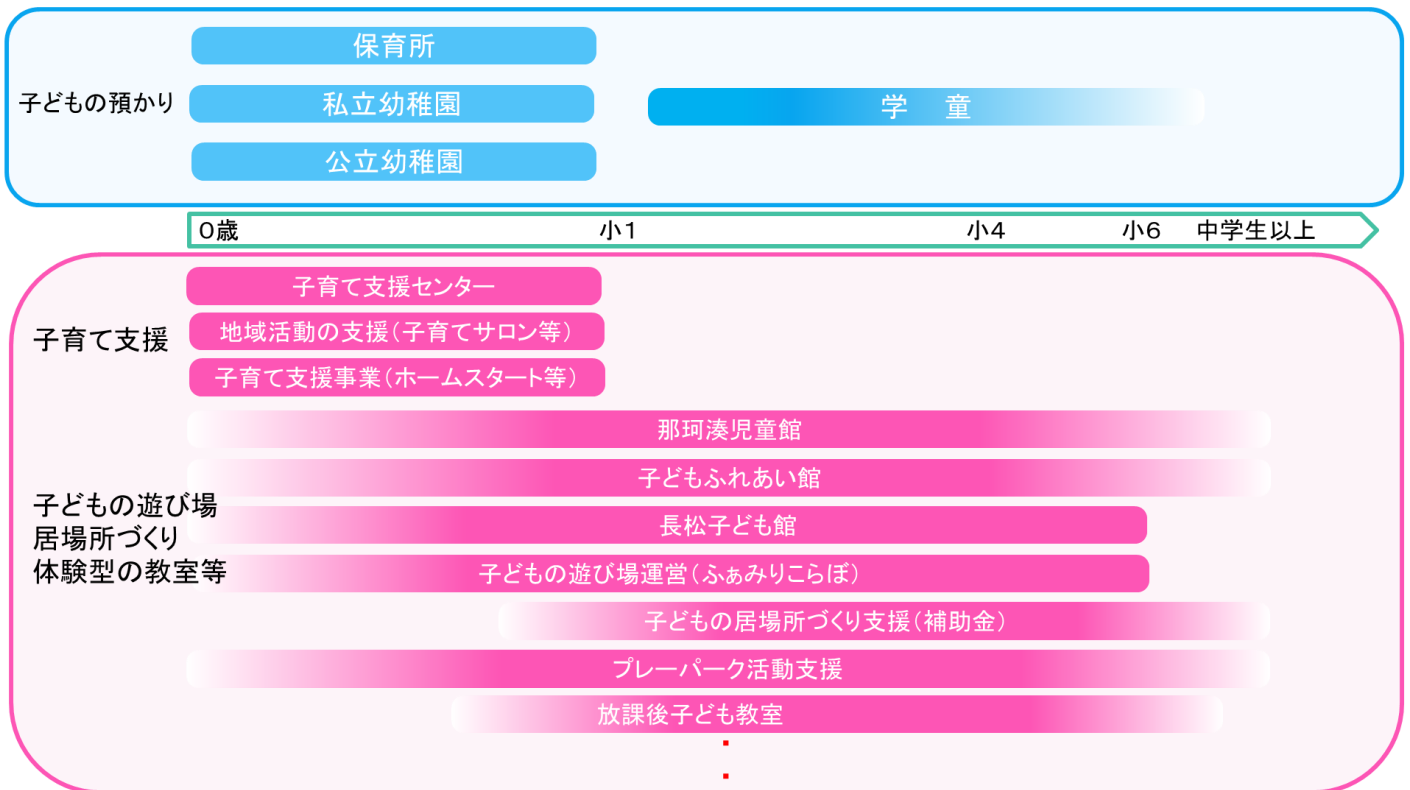 保育所
子どもの預かり
私立幼稚園
学　童
公立幼稚園
0歳
小1
小4
小6
中学生以上
子育て支援
子育て支援センター
地域活動の支援(子育てサロン等)
子育て支援事業(ホームスタート等)
子どもの遊び場
居場所づくり
体験型の教室等
那珂湊児童館
子どもふれあい館
長松子ども館
子どもの遊び場運営(ふぁみりこらぼ)
子どもの居場所づくり支援(補助金)
プレーパーク活動支援
放課後子ども教室